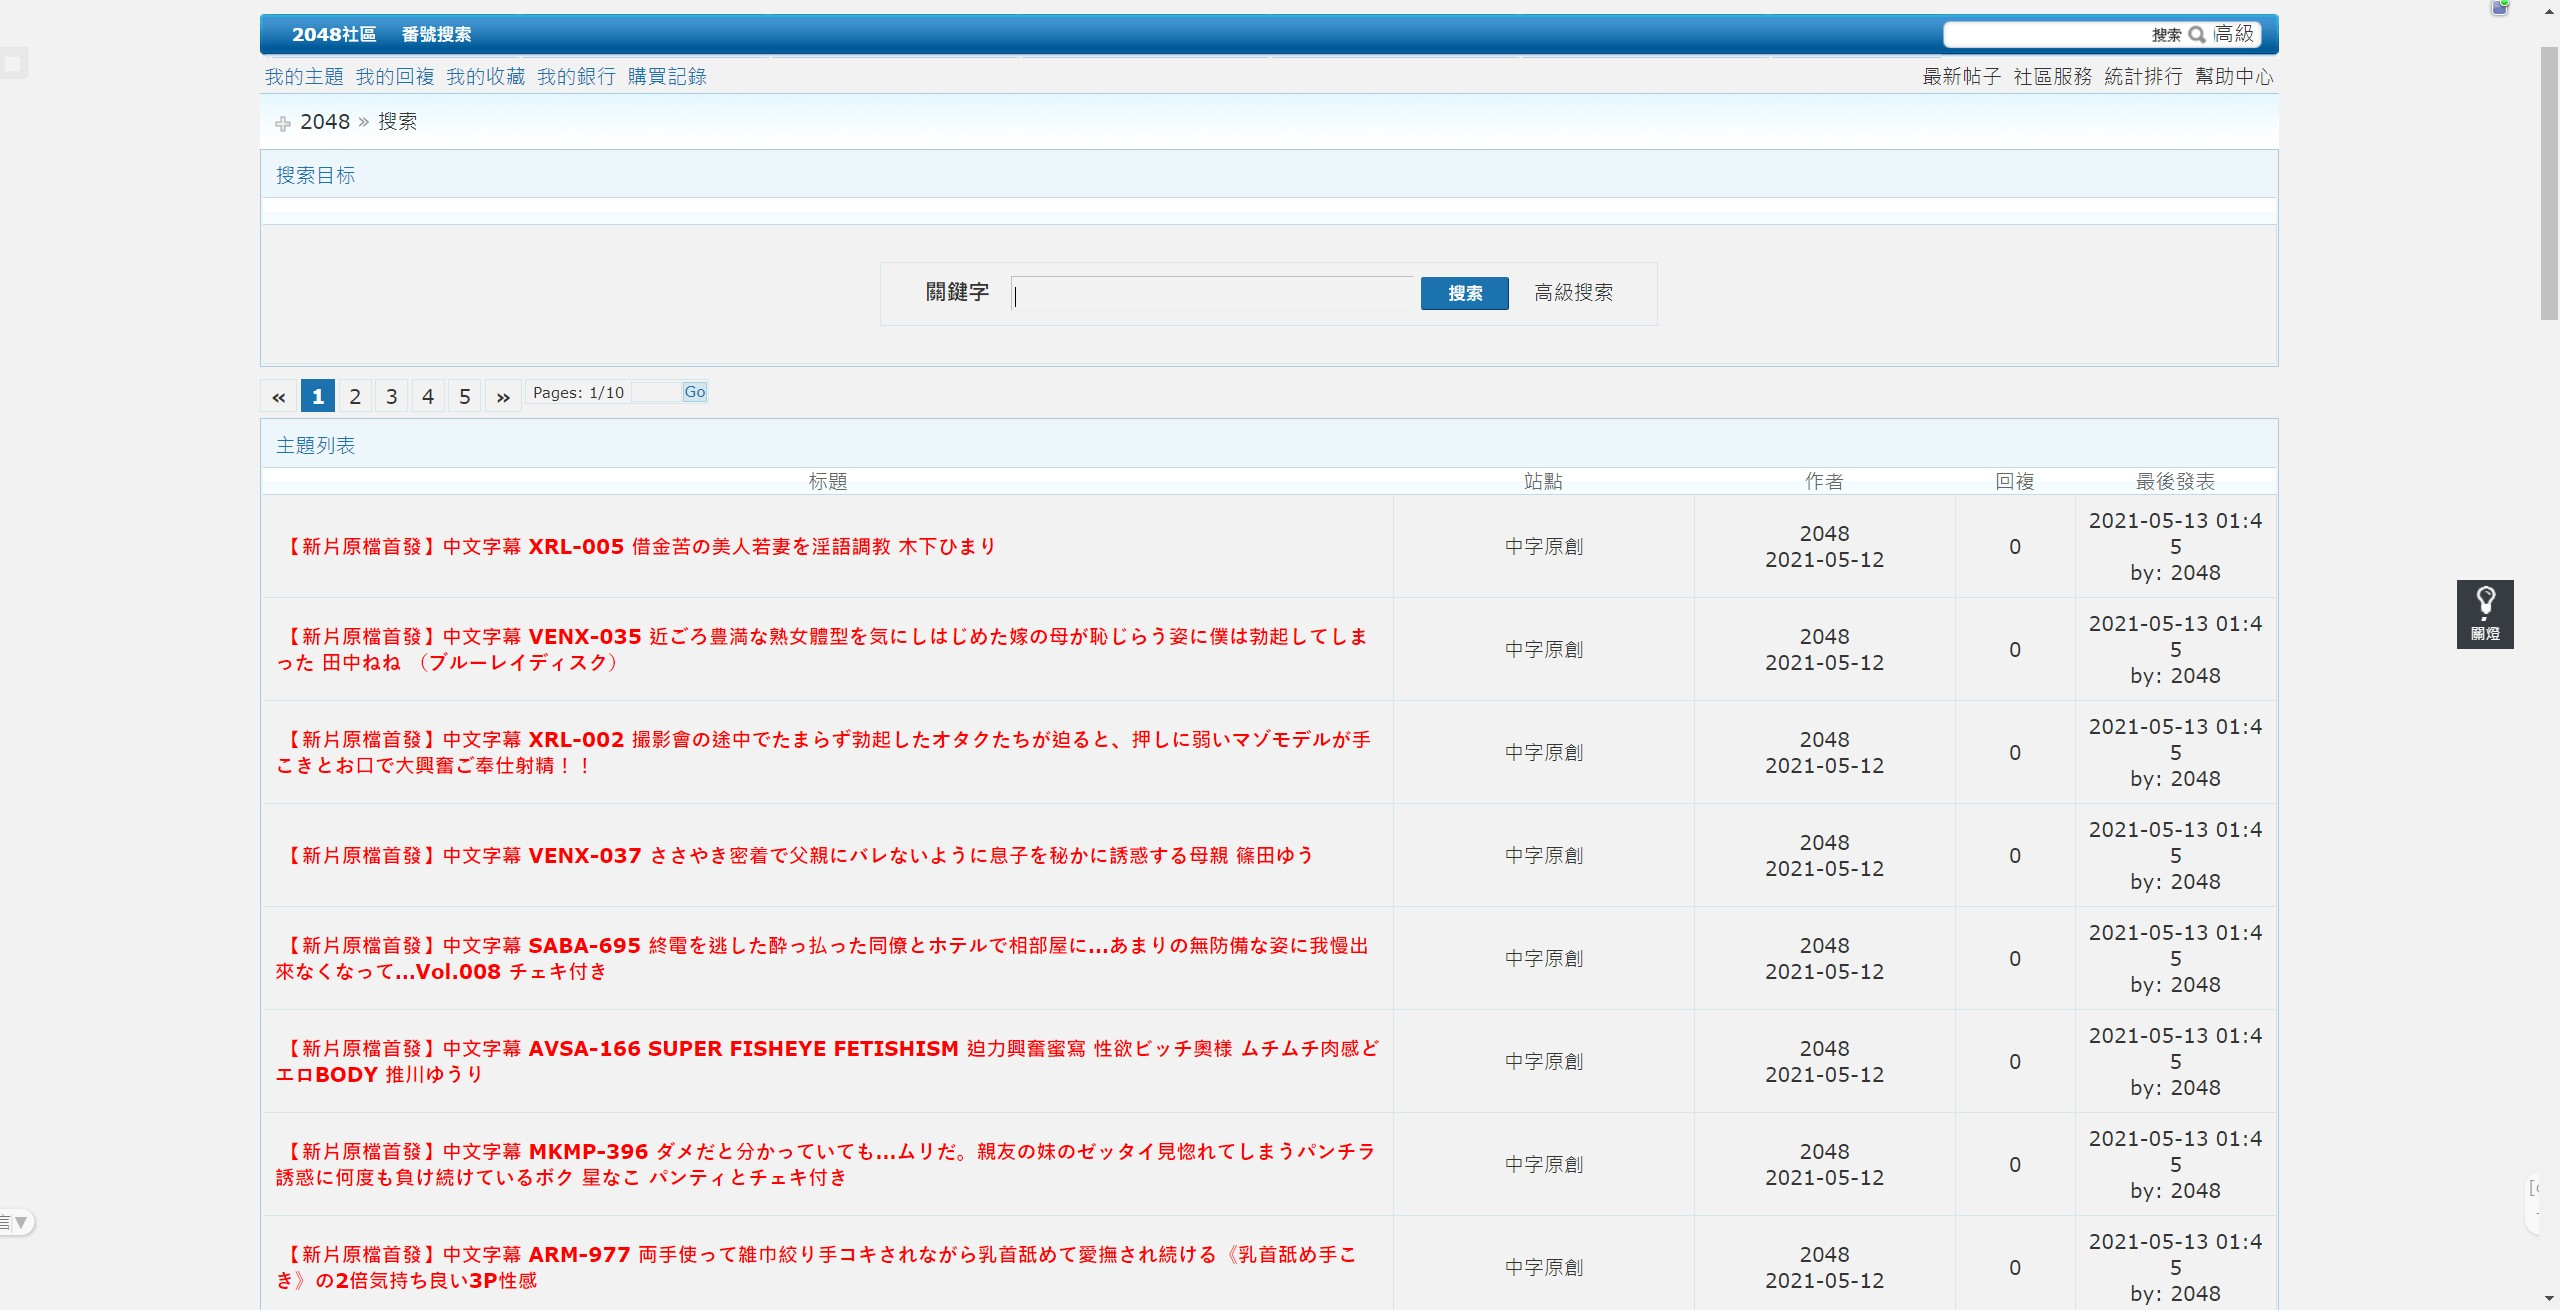 2048社區 番號搜索 搜索 高級
我的主題 我的回複 我的收藏 我的銀行 購買記錄 最新帖子 社區服務 統計排行 幫助中心
2048 » 搜索
搜索目标
關鍵字 搜索 高級搜索
« 1 2 3 4 5 » Pages: 1/10 Go
主題列表
标題 站點 作者 回複 最後發表
【新片原檔首發】中文字幕 XRL-005 借金苦の美人若妻を淫語調教 木下ひまり
中字原創
2048
2021-05-12
0
2021-05-13 01:4
5
by: 2048
【新片原檔首發】中文字幕 VENX-035 近ごろ豊満な熟女體型を気にしはじめた嫁の母が恥じらう姿に僕は勃起してしま
った 田中ねね （ブルーレイディスク）
中字原創
2048
2021-05-12
0
2021-05-13 01:4
5
by: 2048
【新片原檔首發】中文字幕 XRL-002 撮影會の途中でたまらず勃起したオタクたちが迫ると、押しに弱いマゾモデルが手
こきとお口で大興奮ご奉仕射精！！
中字原創
2048
2021-05-12
0
2021-05-13 01:4
5
by: 2048
【新片原檔首發】中文字幕 VENX-037 ささやき密着で父親にバレないように息子を秘かに誘惑する母親 篠田ゆう
中字原創
2048
2021-05-12
0
2021-05-13 01:4
5
by: 2048
【新片原檔首發】中文字幕 SABA-695 終電を逃した酔っ払った同僚とホテルで相部屋に...あまりの無防備な姿に我慢出
來なくなって...Vol.008 チェキ付き
中字原創
2048
2021-05-12
0
2021-05-13 01:4
5
by: 2048
【新片原檔首發】中文字幕 AVSA-166 SUPER FISHEYE FETISHISM 迫力興奮蜜寫 性欲ビッチ奧樣 ムチムチ肉感ど
エロBODY 推川ゆうり
中字原創
2048
2021-05-12
0
2021-05-13 01:4
5
by: 2048
【新片原檔首發】中文字幕 MKMP-396 ダメだと分かっていても...ムリだ。親友の妹のゼッタイ見惚れてしまうパンチラ
誘惑に何度も負け続けているボク 星なこ パンティとチェキ付き
中字原創
2048
2021-05-12
0
2021-05-13 01:4
5
by: 2048
【新片原檔首發】中文字幕 ARM-977 両手使って雑巾絞り手コキされながら乳首舐めて愛撫され続ける《乳首舐め手こ
き》の2倍気持ち良い3P性感
中字原創
2048
2021-05-12
0
2021-05-13 01:4
5
by: 2048
關燈